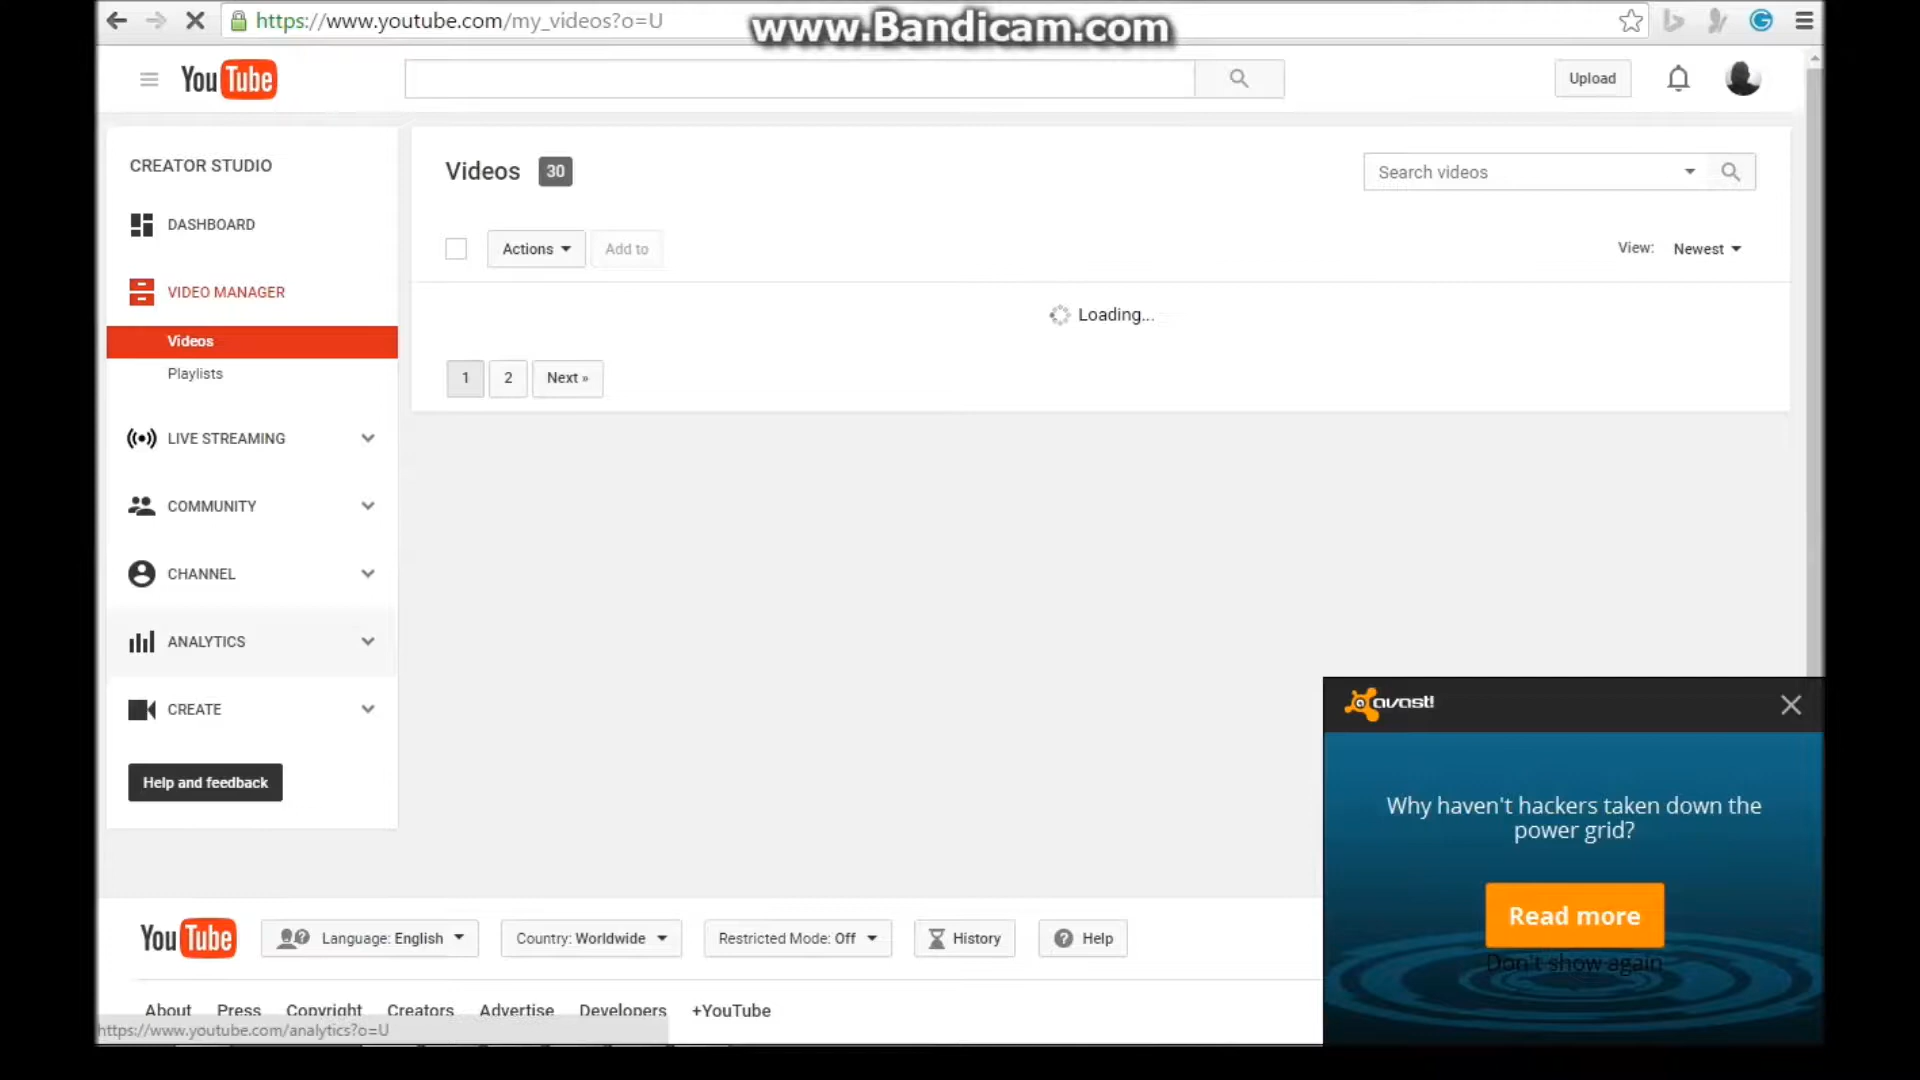 https://www.youtube.com/my_videos?o=U
www.Bandicam.com
YouTube
Upload
CREATOR STUDIO
Videos 30
Search videos
DASHBOARD
Actions
Add to
View: Newest
VIDEO MANAGER
Loading...
Videos
Playlists
1 2 Next »
LIVE STREAMING
COMMUNITY
CHANNEL
ANALYTICS
CREATE
Help and feedback
avast!
Why haven't hackers taken down the
power grid?
Read more
Don't show again
YouTube
Language: English
Country: Worldwide
Restricted Mode: Off
History
Help
About Press Copyright Creators Advertise Developers +YouTube
https://www.youtube.com/analytics?o=U